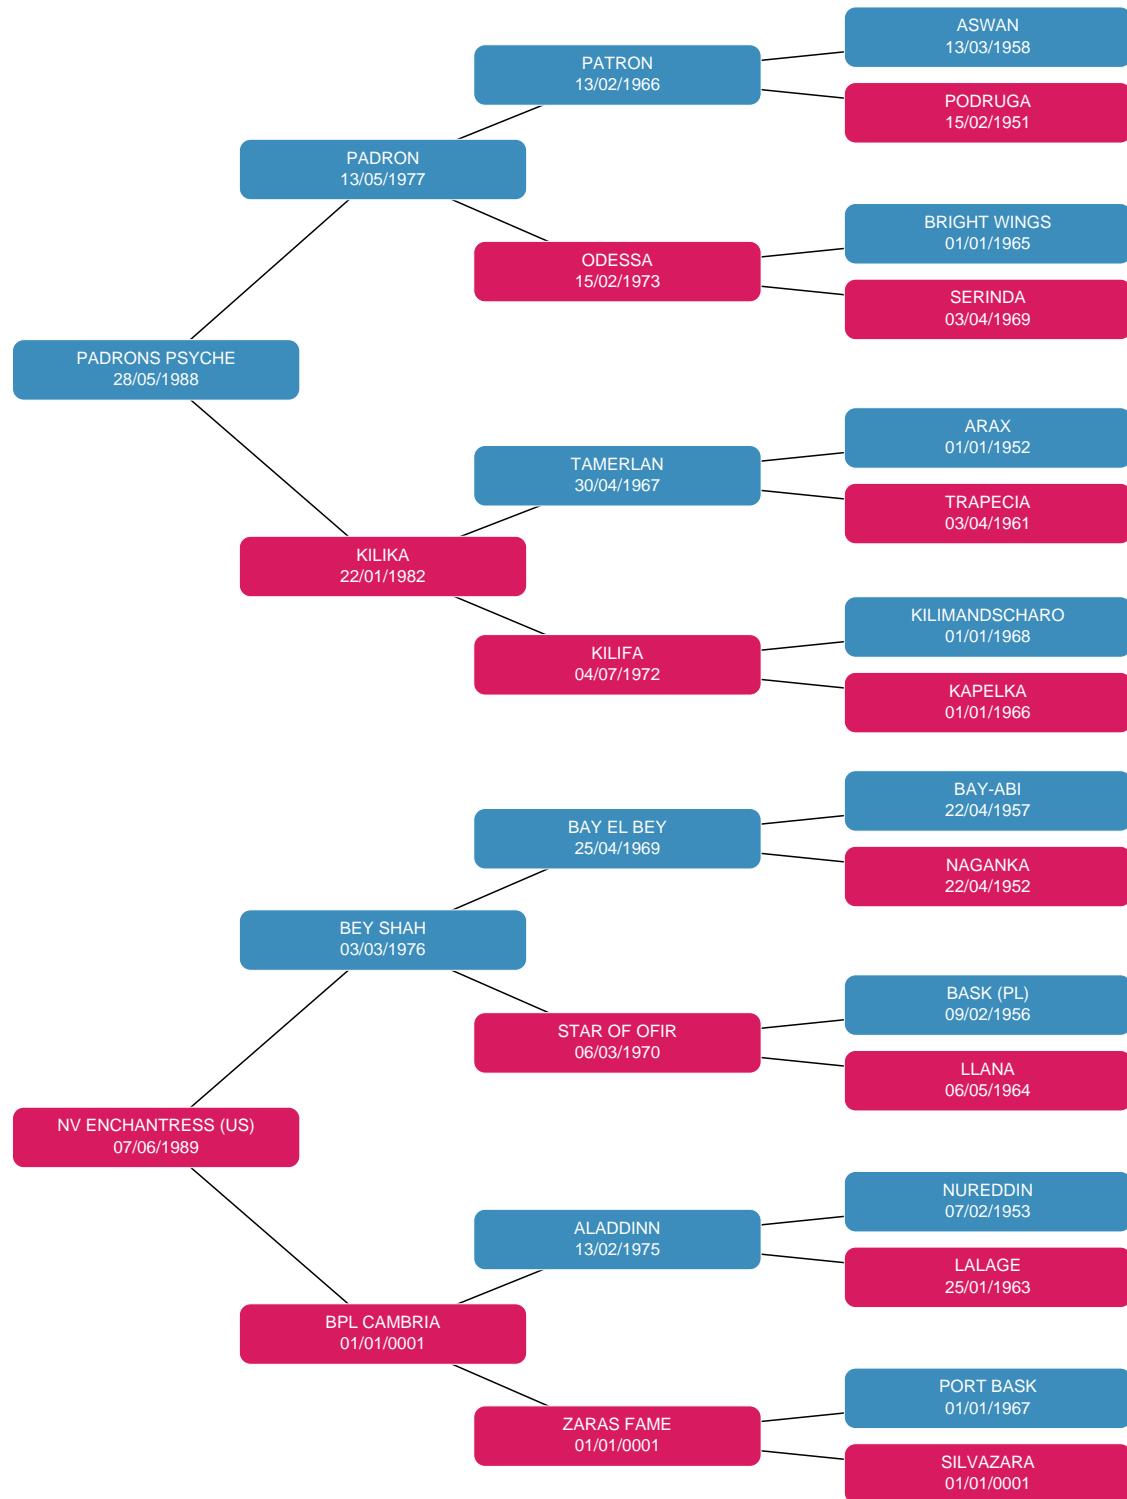 ASWAN
13/03/1958
PATRON
13/02/1966
PODRUGA
15/02/1951
PADRON
13/05/1977
BRIGHT WINGS
01/01/1965
ODESSA
15/02/1973
SERINDA
03/04/1969
PADRONS PSYCHE
28/05/1988
ARAX
01/01/1952
TAMERLAN
30/04/1967
TRAPECIA
03/04/1961
KILIKA
22/01/1982
KILIMANDSCHARO
01/01/1968
KILIFA
04/07/1972
KAPELKA
01/01/1966
BAY-ABI
22/04/1957
BAY EL BEY
25/04/1969
NAGANKA
22/04/1952
BEY SHAH
03/03/1976
BASK (PL)
09/02/1956
STAR OF OFIR
06/03/1970
LLANA
06/05/1964
NV ENCHANTRESS (US)
07/06/1989
NUREDDIN
07/02/1953
ALADDINN
13/02/1975
LALAGE
25/01/1963
BPL CAMBRIA
01/01/0001
PORT BASK
01/01/1967
ZARAS FAME
01/01/0001
SILVAZARA
01/01/0001